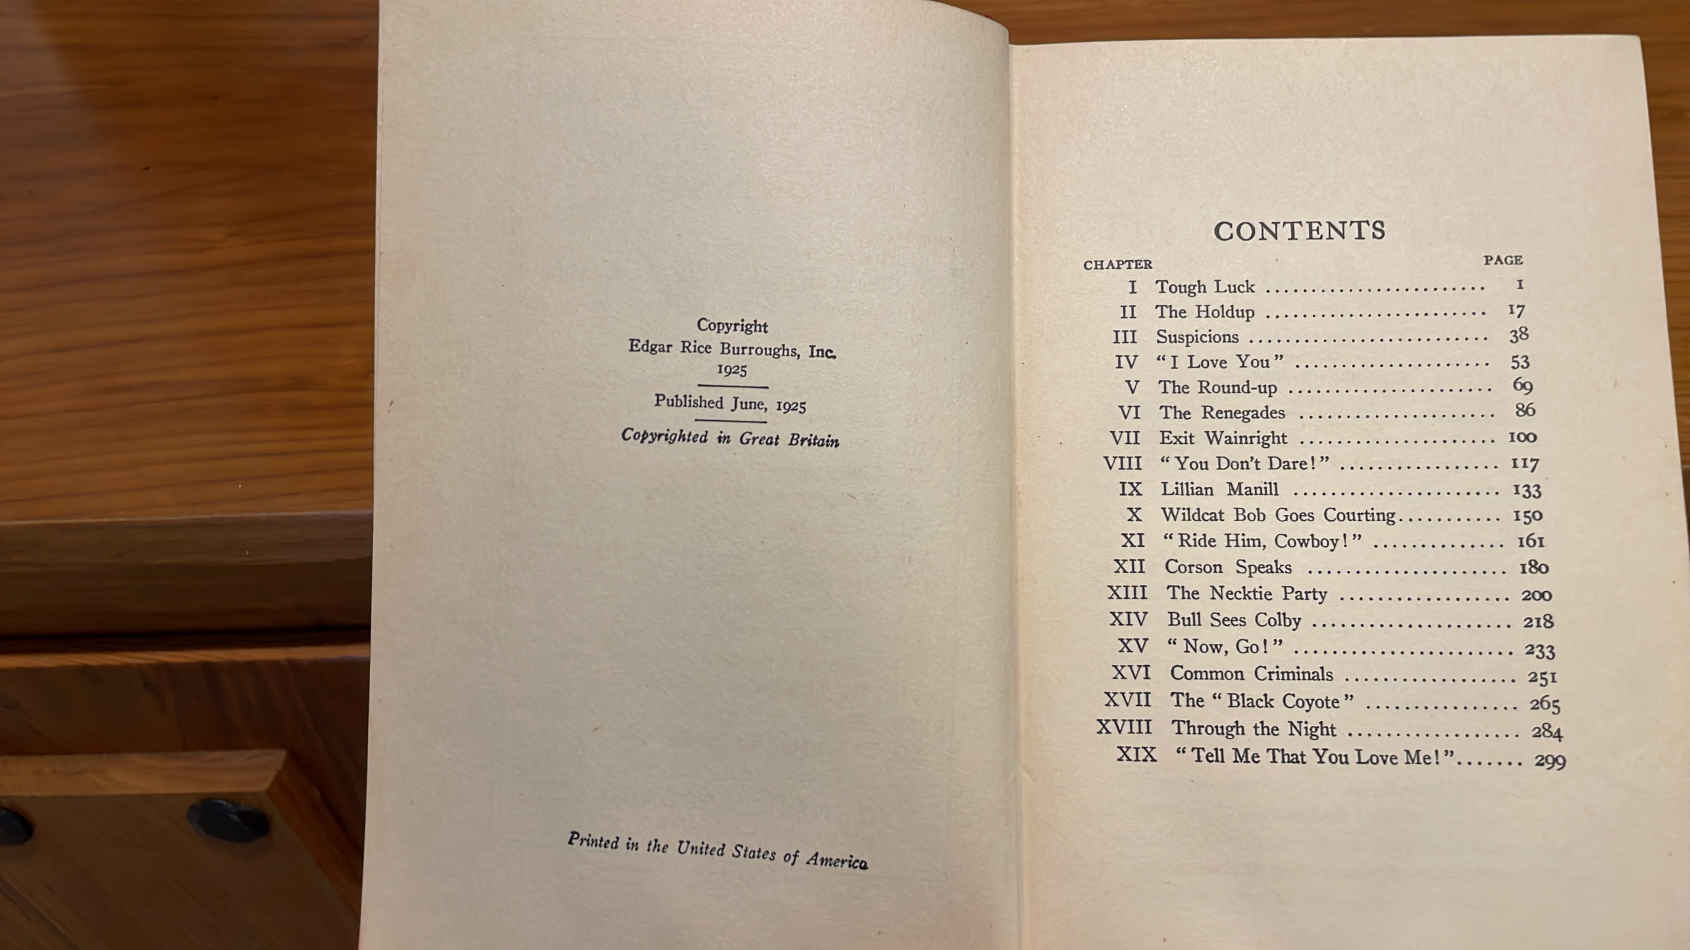 Copyright
Edgar Rice Burroughs, Inc.
1925
Published June, 1925
Copyrighted in Great Britain
Printed in the United States of America
CONTENTS
CHAPTER PAGE
I Tough Luck ........................ 1
II The Holdup ........................ 17
III Suspicions .......................... 38
IV “I Love You” ..................... 53
V The Round-up ...................... 69
VI The Renegades ..................... 86
VII Exit Wainright ..................... 100
VIII “You Don't Dare!” ................. 117
IX Lillian Manill ...................... 133
X Wildcat Bob Goes Courting........... 150
XI “Ride Him, Cowboy!” .............. 161
XII Corson Speaks ..................... 180
XIII The Necktie Party .................. 200
XIV Bull Sees Colby ..................... 218
XV “Now, Go!” ....................... 233
XVI Common Criminals .................. 251
XVII The “Black Coyote” ................ 265
XVIII Through the Night .................. 284
XIX “Tell Me That You Love Me!”....... 299